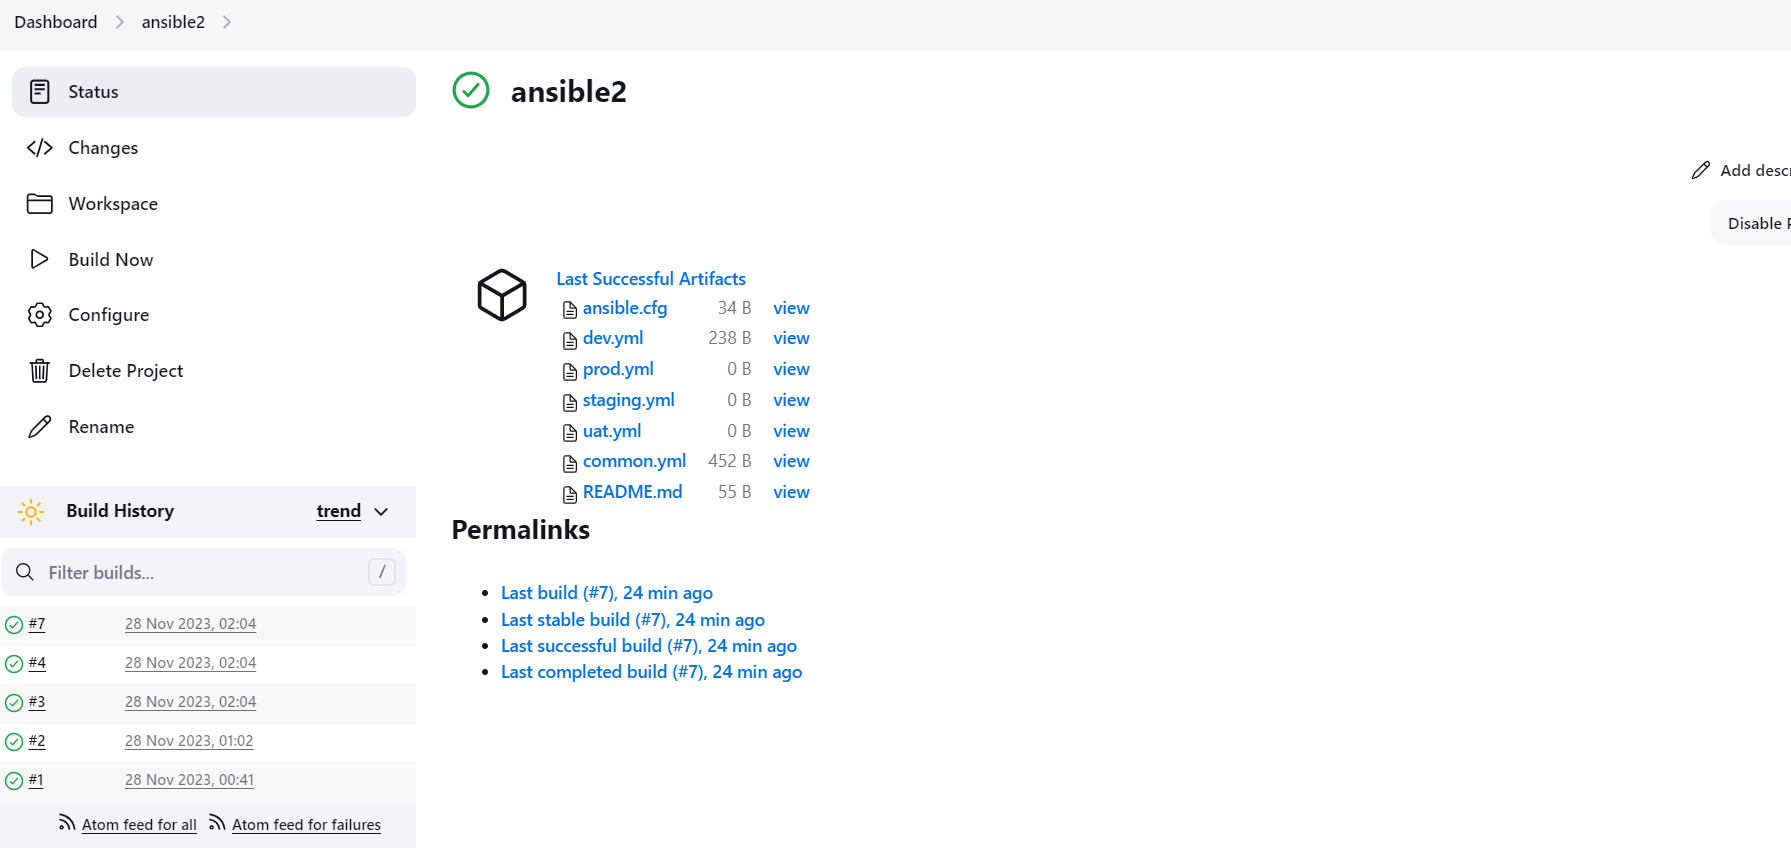 Dashboard ansible2
Status
Changes
Workspace
Build Now
Configure
Delete Project
Rename
Build History trend
Filter builds... /
#7 28 Nov 2023, 02:04
#4 28 Nov 2023, 02:04
#3 28 Nov 2023, 02:04
#2 28 Nov 2023, 01:02
#1 28 Nov 2023, 00:41
Atom feed for all Atom feed for failures
ansible2
Add descr
Disable P
Last Successful Artifacts
ansible.cfg 34 B view
dev.yml 238 B view
prod.yml 0 B view
staging.yml 0 B view
uat.yml 0 B view
common.yml 452 B view
README.md 55 B view
Permalinks
Last build (#7), 24 min ago
Last stable build (#7), 24 min ago
Last successful build (#7), 24 min ago
Last completed build (#7), 24 min ago